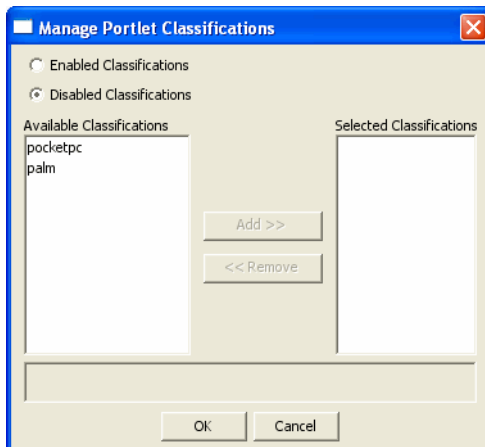 Manage Portlet Classifications
Enabled Classifications
Disabled Classifications
Available Classifications
Selected Classifications
pocketpc
palm
Add >>
<< Remove
OK
Cancel